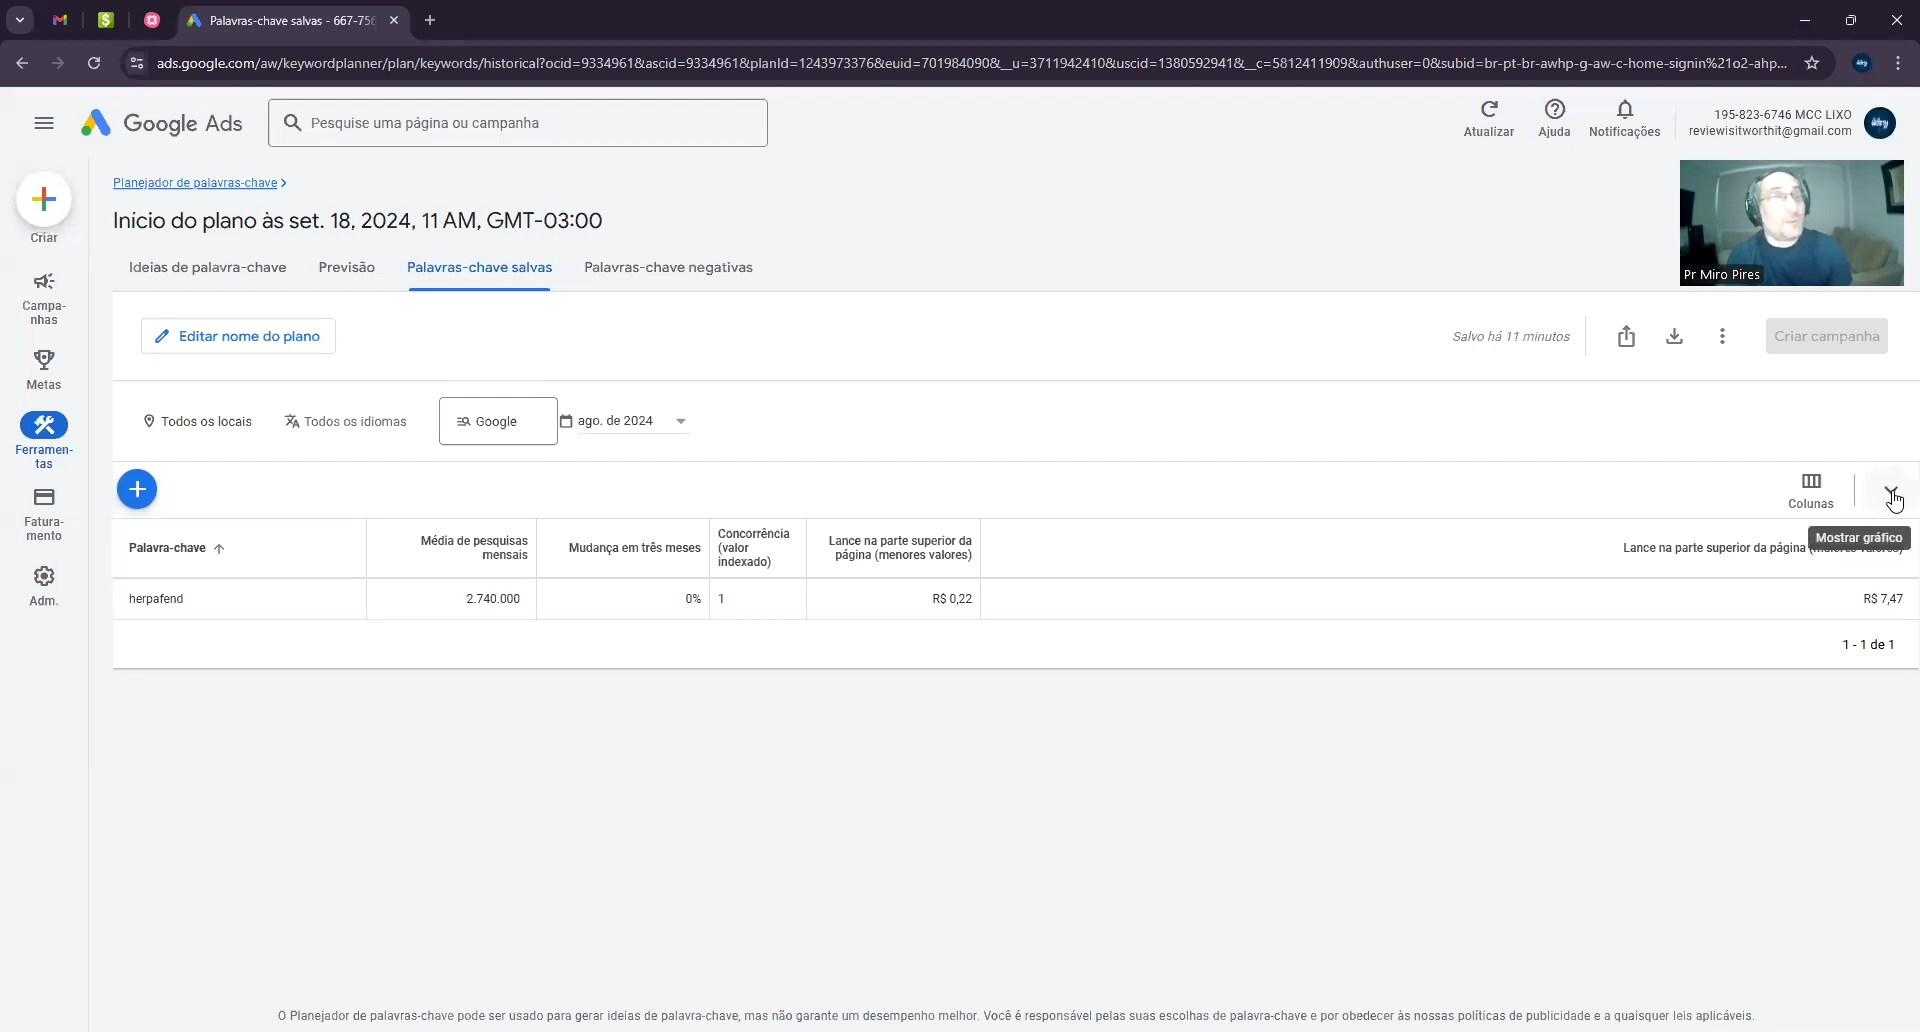 Palavras-chave salvas - 667-756
ads.google.com/aw/keywordplanner/plan/keywords/historical?ocid=9334961&ascid=9334961&planId=1243973376&euid=701984090&__u=3711942410&uscid=1380592941&__c=5812411909&authuser=0&subid=br-pt-br-awhp-g-aw-c-home-signin%21o2-ahp...
Google Ads
Pesquise uma página ou campanha
Atualizar
Ajuda
Notificações
195-823-6746 MCC LIXO
reviewisitworthit@gmail.com
Criar
Campa-
nhas
Metas
Ferramen-
tas
Fatura-
mento
Adm.
Planejador de palavras-chave
Início do plano às set. 18, 2024, 11 AM, GMT-03:00
Ideias de palavra-chave
Previsão
Palavras-chave salvas
Palavras-chave negativas
Pr Miro Pires
Editar nome do plano
Salvo há 11 minutos
Criar campanha
Todos os locais
Todos os idiomas
Google
ago. de 2024
Colunas
Mostrar gráfico
Palavra-chave
Média de pesquisas
mensais
Mudança em três meses
Concorrência
(valor
indexado)
Lance na parte superior da
página (menores valores)
Lance na parte superior da página
herpafend
2.740.000
0%
1
R$ 0,22
R$ 7,47
1 - 1 de 1
O Planejador de palavras-chave pode ser usado para gerar ideias de palavra-chave, mas não garante um desempenho melhor. Você é responsável pelas suas escolhas de palavra-chave e por obedecer às nossas políticas de publicidade e a quaisquer leis aplicáveis.